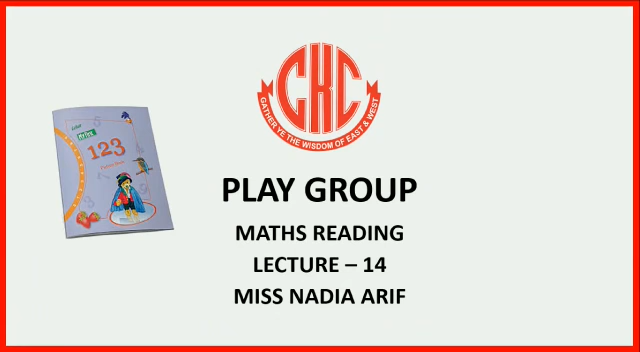 CKC
GATHER YE THE WISDOM OF EAST & WEST
PLAY GROUP
MATHS READING
LECTURE – 14
MISS NADIA ARIF
123